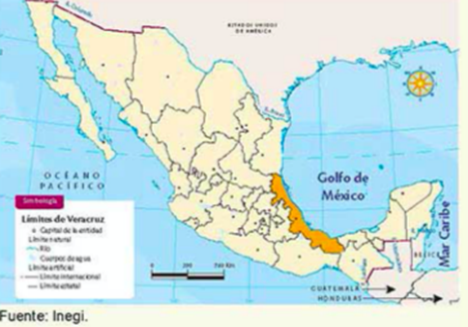 ESTADOS UNIDOS
DE AMÉRICA
Golfo de
México
OCÉANO
PACÍFICO
Mar Caribe
BELICE
GUATEMALA
HONDURAS
Simbología
Límites de Veracruz
Capital de la entidad
Límite natural
Río
Cuerpos de agua
Límite artificial
Límite internacional
Límite estatal
Fuente: Inegi.